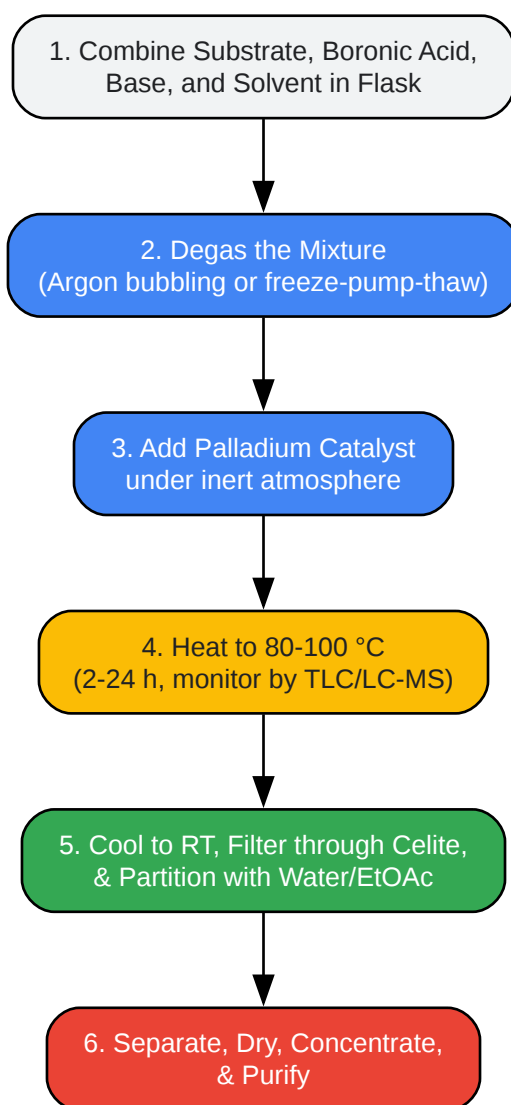 1. Combine Substrate, Boronic Acid,
Base, and Solvent in Flask
2. Degas the Mixture
(Argon bubbling or freeze-pump-thaw)
3. Add Palladium Catalyst
under inert atmosphere
4. Heat to 80-100 °C
(2-24 h, monitor by TLC/LC-MS)
5. Cool to RT, Filter through Celite,
& Partition with Water/EtOAc
6. Separate, Dry, Concentrate,
& Purify